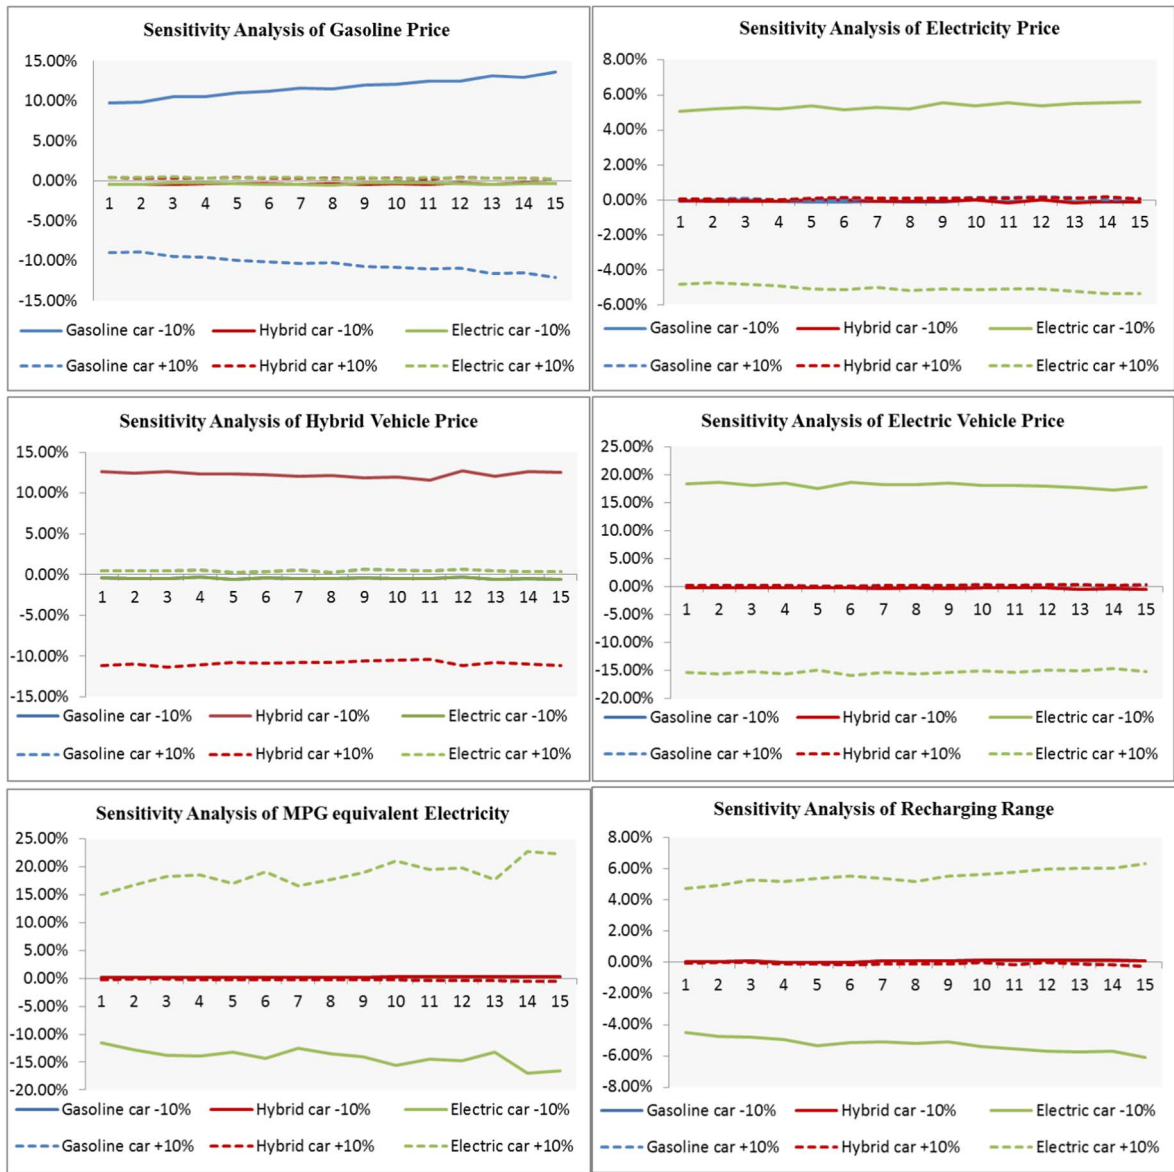 Sensitivity Analysis of Gasoline Price
15.00%
10.00%
5.00%
0.00%
1 2 3 4 5 6 7 8 9 10 11 12 13 14 15
-5.00%
-10.00%
-15.00%
Gasoline car -10% Hybrid car -10% Electric car -10%
Gasoline car +10% Hybrid car +10% Electric car +10%
Sensitivity Analysis of Electricity Price
8.00%
6.00%
4.00%
2.00%
0.00%
1 2 3 4 5 6 7 8 9 10 11 12 13 14 15
-2.00%
-4.00%
-6.00%
Gasoline car -10% Hybrid car -10% Electric car -10%
Gasoline car +10% Hybrid car +10% Electric car +10%
Sensitivity Analysis of Hybrid Vehicle Price
15.00%
10.00%
5.00%
0.00%
1 2 3 4 5 6 7 8 9 10 11 12 13 14 15
-5.00%
-10.00%
-15.00%
Gasoline car -10% Hybrid car -10% Electric car -10%
Gasoline car +10% Hybrid car +10% Electric car +10%
Sensitivity Analysis of Electric Vehicle Price
25.00%
20.00%
15.00%
10.00%
5.00%
0.00%
1 2 3 4 5 6 7 8 9 10 11 12 13 14 15
-5.00%
-10.00%
-15.00%
-20.00%
Gasoline car -10% Hybrid car -10% Electric car -10%
Gasoline car +10% Hybrid car +10% Electric car +10%
Sensitivity Analysis of MPG equivalent Electricity
25.00%
20.00%
15.00%
10.00%
5.00%
0.00%
1 2 3 4 5 6 7 8 9 10 11 12 13 14 15
-5.00%
-10.00%
-15.00%
-20.00%
Gasoline car -10% Hybrid car -10% Electric car -10%
Gasoline car +10% Hybrid car +10% Electric car +10%
Sensitivity Analysis of Recharging Range
8.00%
6.00%
4.00%
2.00%
0.00%
1 2 3 4 5 6 7 8 9 10 11 12 13 14 15
-2.00%
-4.00%
-6.00%
-8.00%
Gasoline car -10% Hybrid car -10% Electric car -10%
Gasoline car +10% Hybrid car +10% Electric car +10%